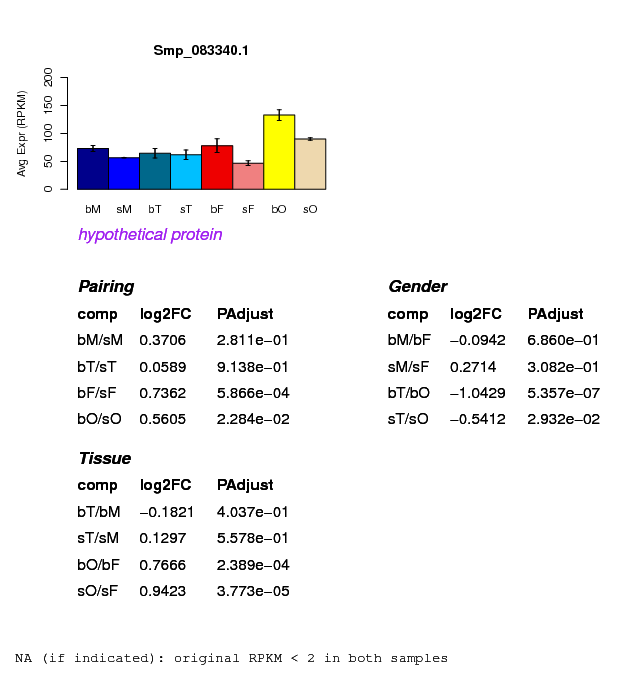 Smp_083340.1
Avg Expr (RPKM)
0 50 100 150 200
bM sM bT sT bF sF bO sO
hypothetical protein
Pairing
comp log2FC PAdjust
bM/sM 0.3706 2.811e−01
bT/sT 0.0589 9.138e−01
bF/sF 0.7362 5.866e−04
bO/sO 0.5605 2.284e−02
Gender
comp log2FC PAdjust
bM/bF −0.0942 6.860e−01
sM/sF 0.2714 3.082e−01
bT/bO −1.0429 5.357e−07
sT/sO −0.5412 2.932e−02
Tissue
comp log2FC PAdjust
bT/bM −0.1821 4.037e−01
sT/sM 0.1297 5.578e−01
bO/bF 0.7666 2.389e−04
sO/sF 0.9423 3.773e−05
NA (if indicated): original RPKM < 2 in both samples